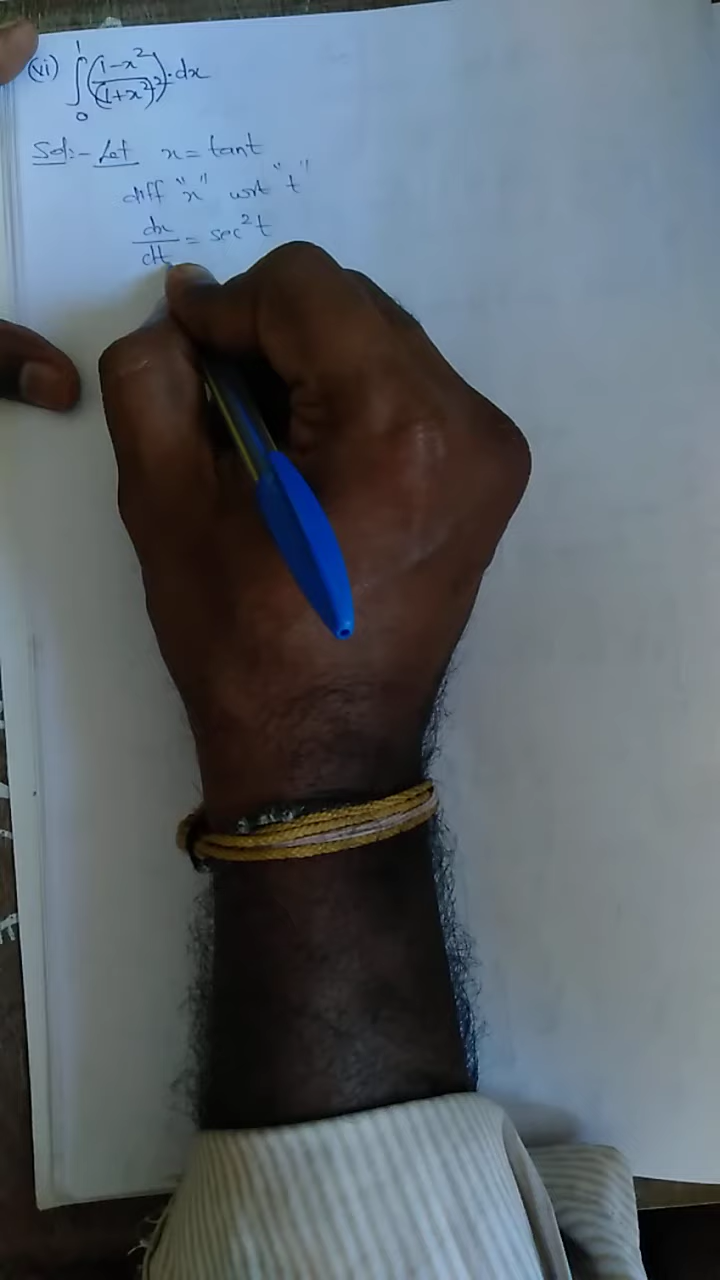 (vi) ∫₀¹ ((1-x²)/(1+x²)²)·dx
Sol:- Let x = tant
diff "x" wrt "t"
dx/dt = sec²t